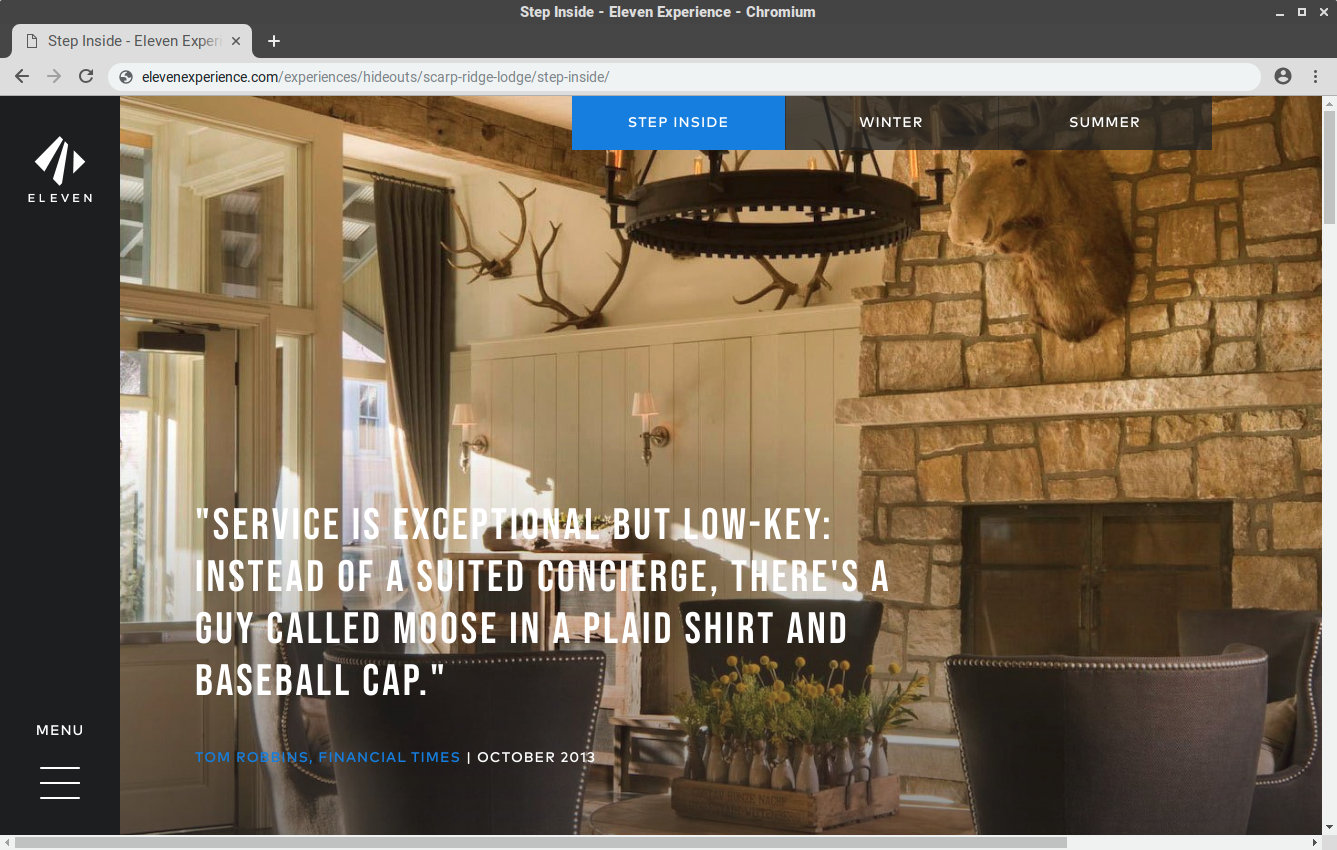 Step Inside - Eleven Experience - Chromium
Step Inside - Eleven Experi
elevenexperience.com/experiences/hideouts/scarp-ridge-lodge/step-inside/
STEP INSIDE
WINTER
SUMMER
ELEVEN
"SERVICE IS EXCEPTIONAL BUT LOW-KEY:
INSTEAD OF A SUITED CONCIERGE, THERE'S A
GUY CALLED MOOSE IN A PLAID SHIRT AND
BASEBALL CAP."
MENU
TOM ROBBINS, FINANCIAL TIMES | OCTOBER 2013